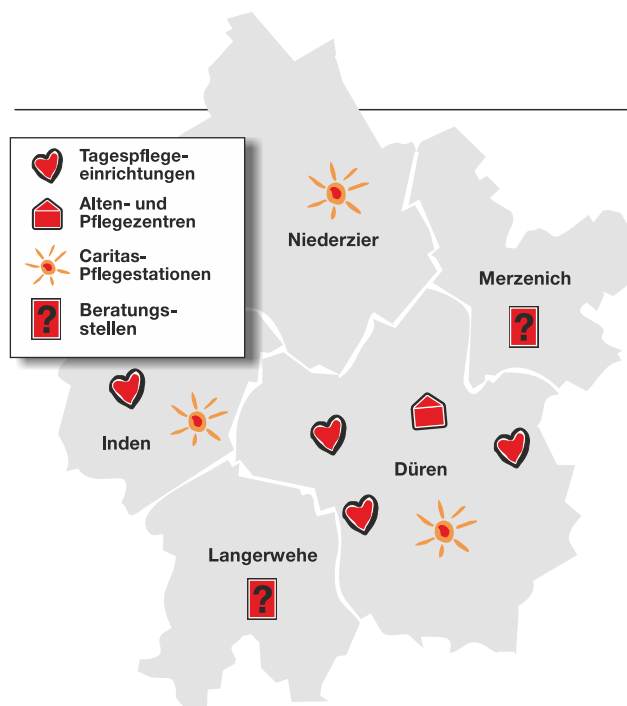 Tagespflege-
einrichtungen
Alten- und
Pflegezentren
Caritas-
Pflegestationen
?
Beratungs-
stellen
Niederzier
Merzenich
?
Inden
Düren
Langerwehe
?